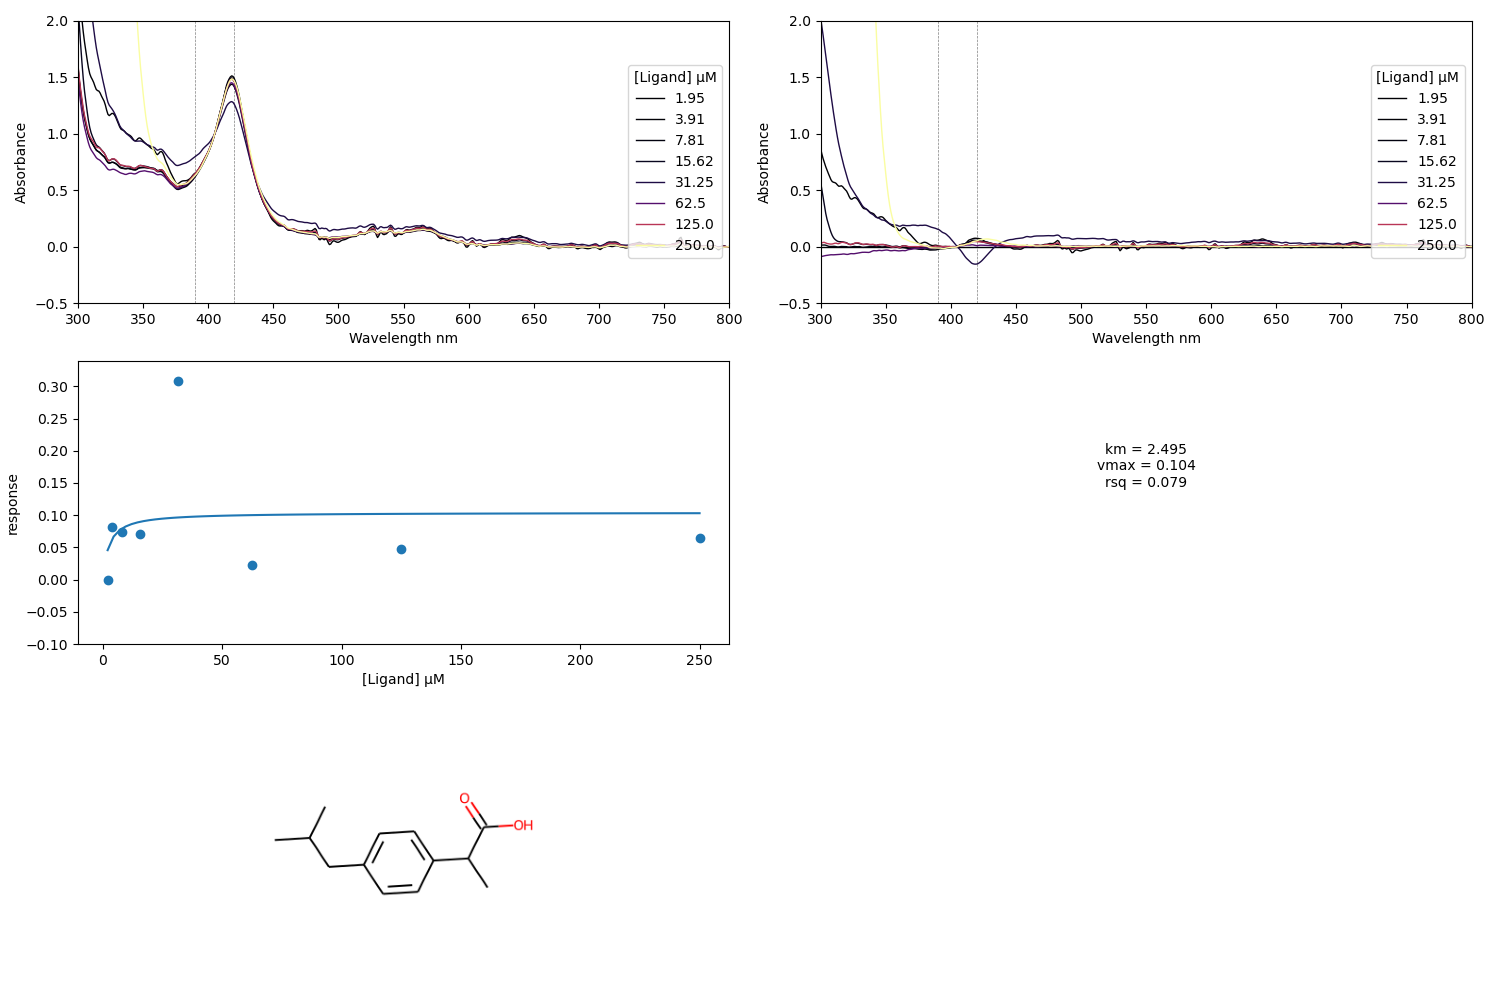 2.0
1.5
1.0
0.5
0.0
−0.5
Absorbance
300 350 400 450 500 550 600 650 700 750 800
Wavelength nm
[Ligand] µM
1.95
3.91
7.81
15.62
31.25
62.5
125.0
250.0
2.0
1.5
1.0
0.5
0.0
−0.5
Absorbance
300 350 400 450 500 550 600 650 700 750 800
Wavelength nm
[Ligand] µM
1.95
3.91
7.81
15.62
31.25
62.5
125.0
250.0
0.30
0.25
0.20
0.15
0.10
0.05
0.00
−0.05
−0.10
response
0 50 100 150 200 250
[Ligand] µM
km = 2.495
vmax = 0.104
rsq = 0.079
O
OH